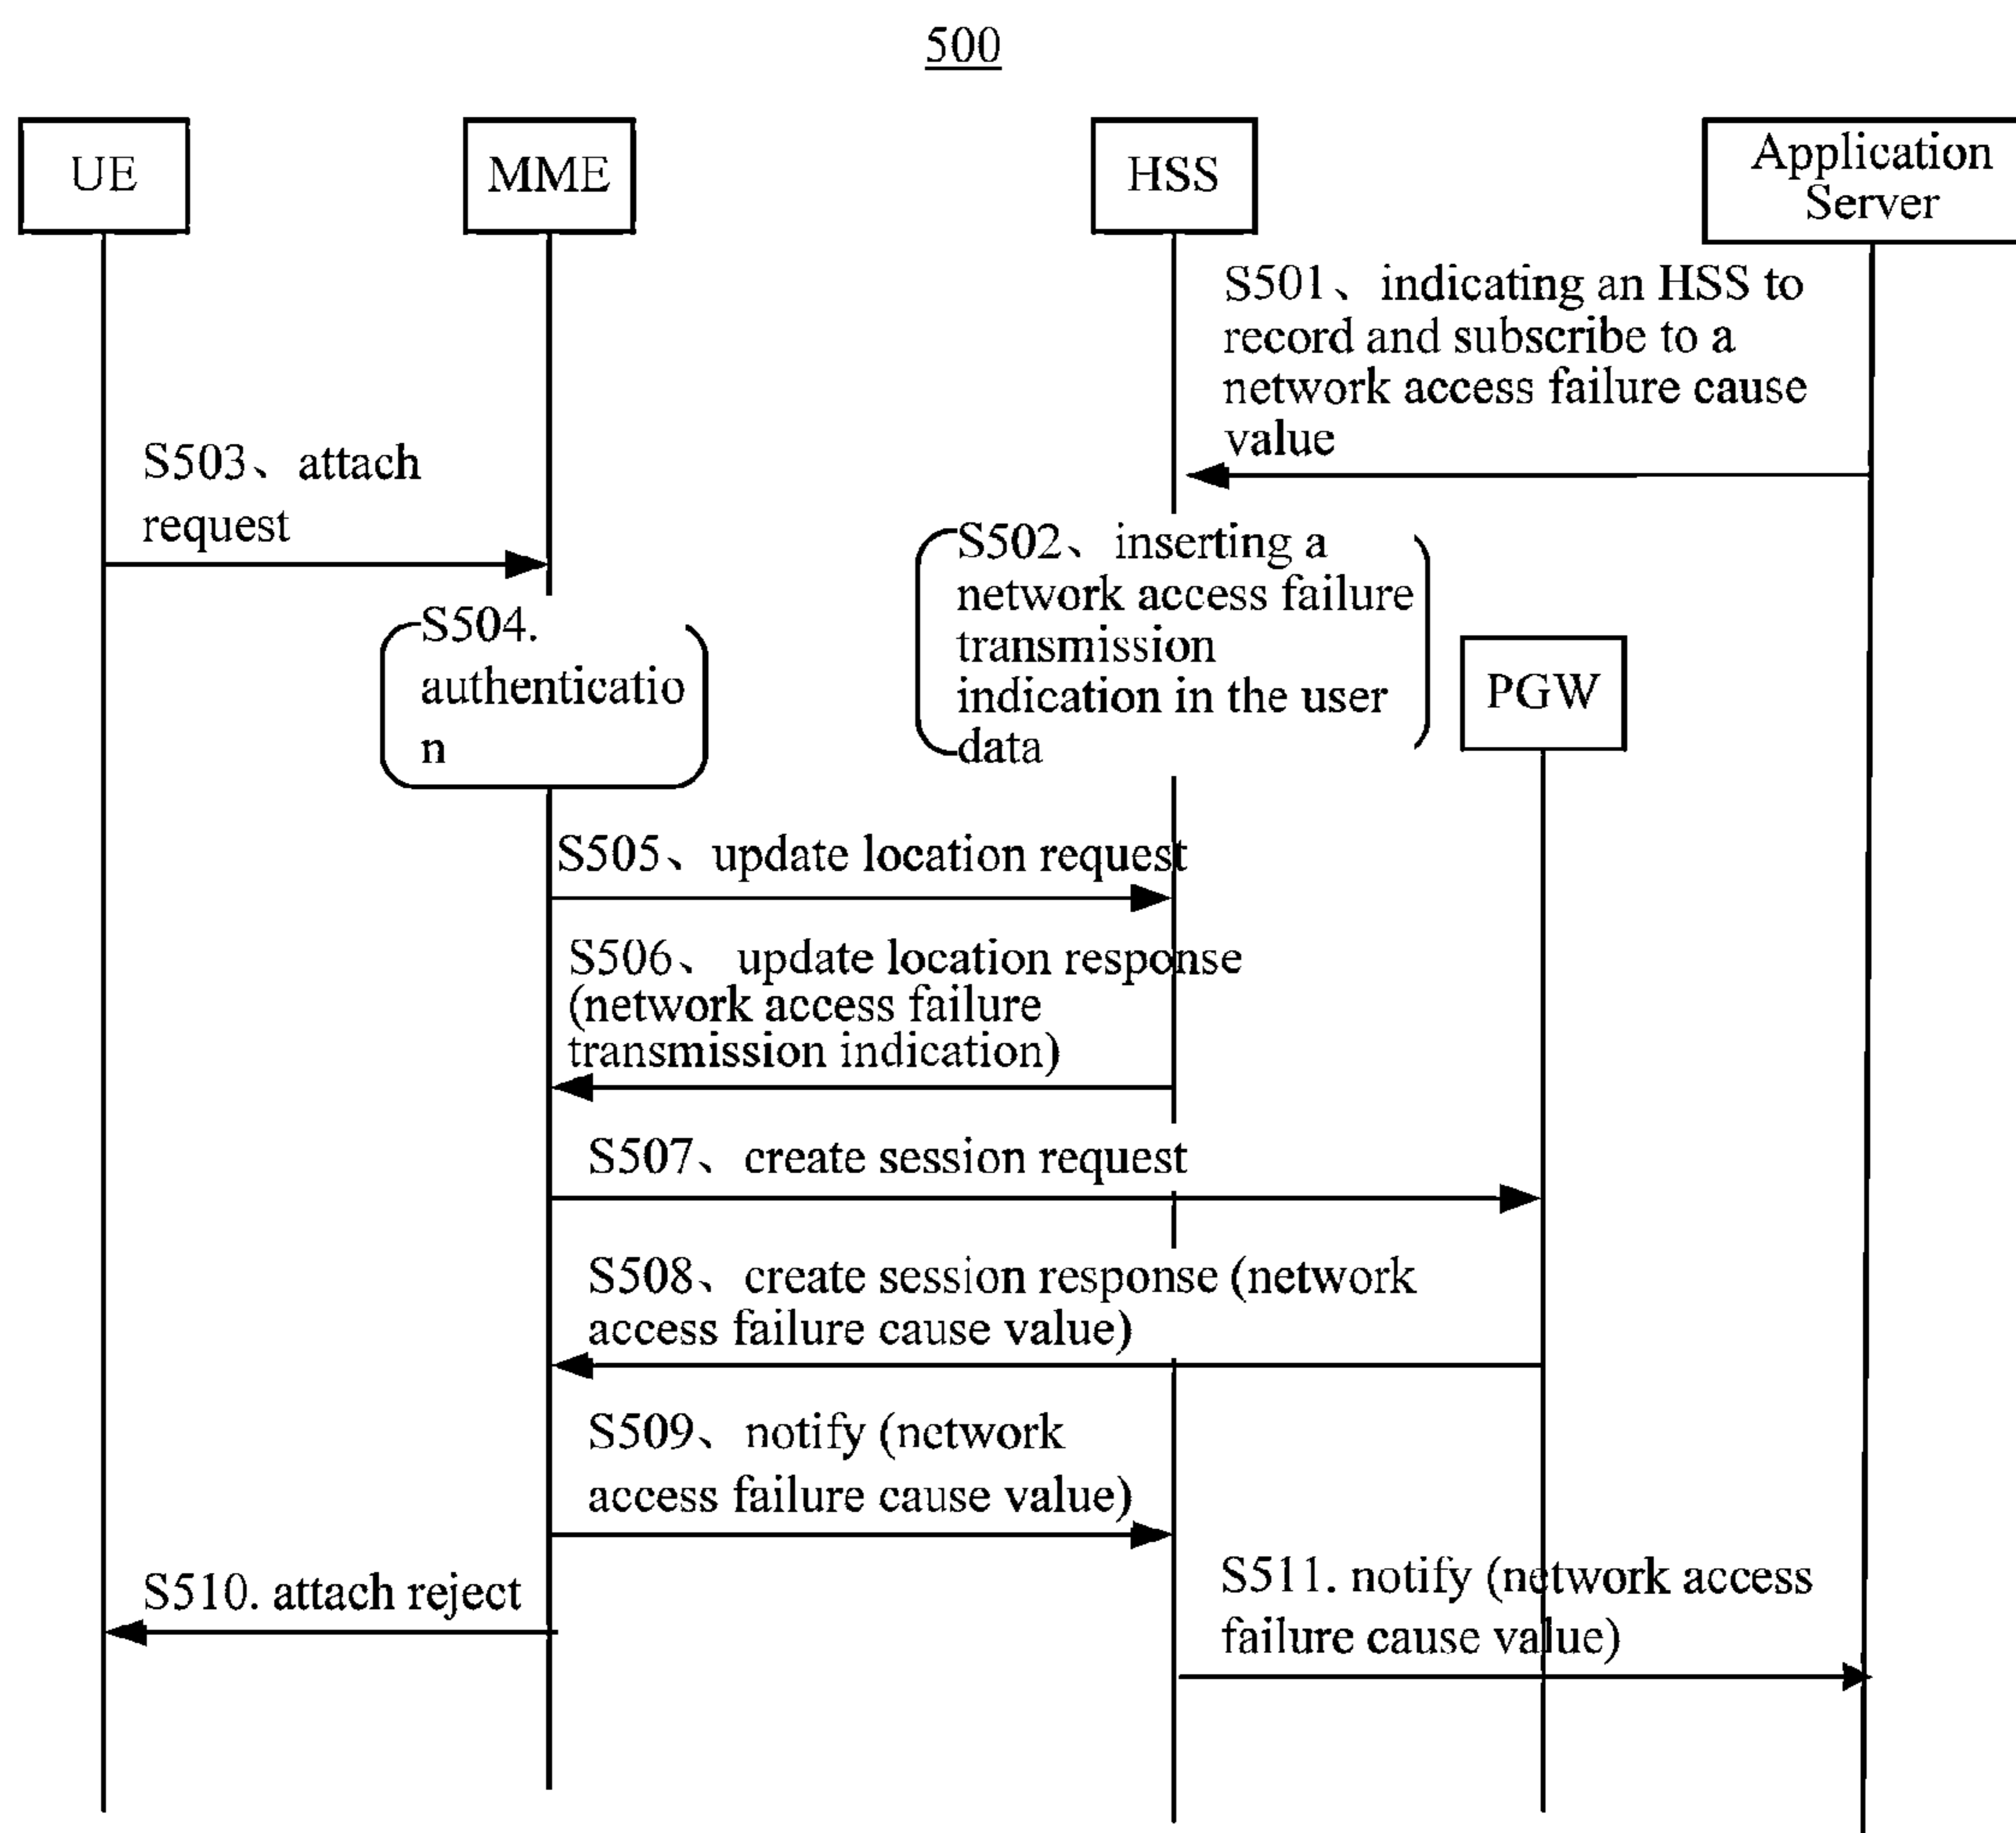 500
UE
MME
HSS
Application
Server
S501、indicating an HSS to
record and subscribe to a
network access failure cause
value
S503、attach
request
S502、inserting a
network access failure
transmission
indication in the user
data
S504.
authenticatio
n
PGW
S505、update location request
S506、 update location response
(network access failure
transmission indication)
S507、create session request
S508、create session response (network
access failure cause value)
S509、notify (network
access failure cause value)
S510. attach reject
S511. notify (network access
failure cause value)